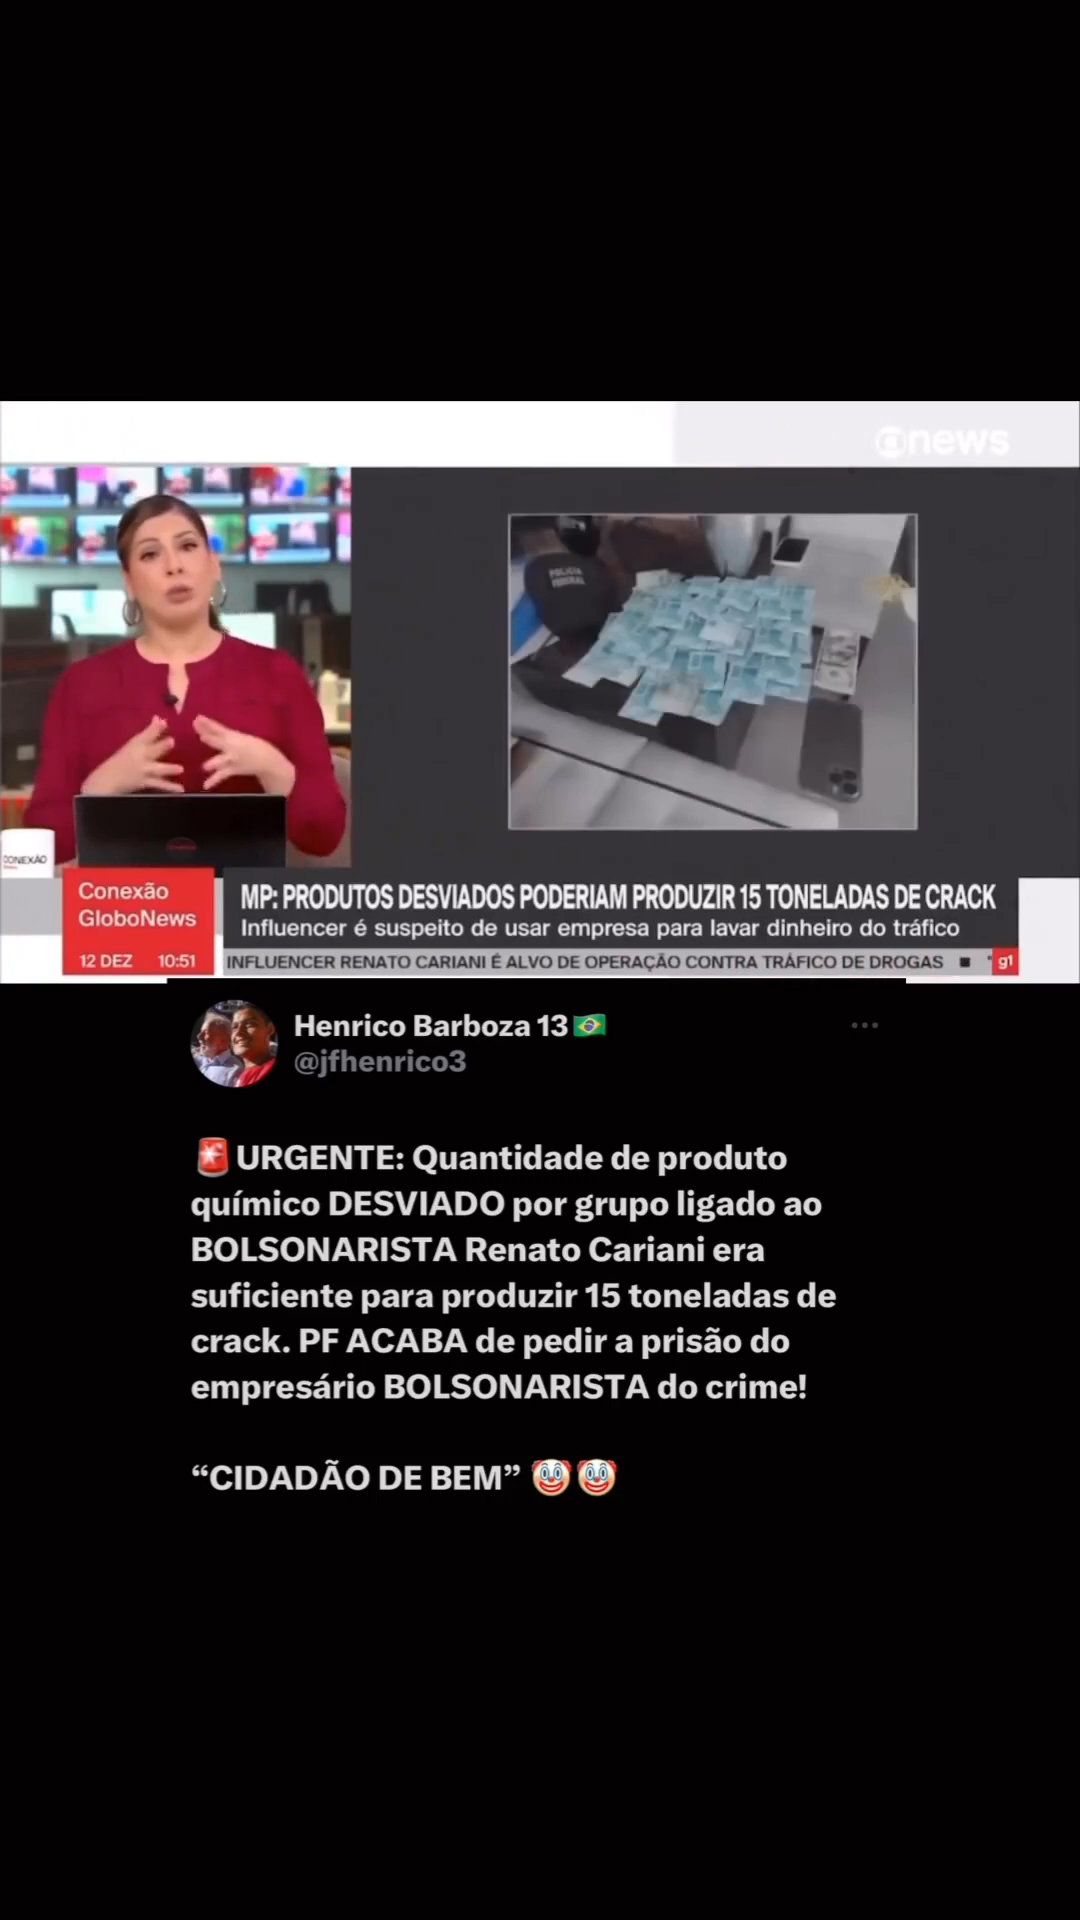 news
POLÍCIA
FEDERAL
CONEXÃO
Conexão
GloboNews
12 DEZ 10:51
MP: PRODUTOS DESVIADOS PODERIAM PRODUZIR 15 TONELADAS DE CRACK
Influencer é suspeito de usar empresa para lavar dinheiro do tráfico
INFLUENCER RENATO CARIANI É ALVO DE OPERAÇÃO CONTRA TRÁFICO DE DROGAS ■ " g1
Henrico Barboza 13🇧🇷
@jfhenrico3
🚨URGENTE: Quantidade de produto
químico DESVIADO por grupo ligado ao
BOLSONARISTA Renato Cariani era
suficiente para produzir 15 toneladas de
crack. PF ACABA de pedir a prisão do
empresário BOLSONARISTA do crime!
“CIDADÃO DE BEM” 🤡🤡